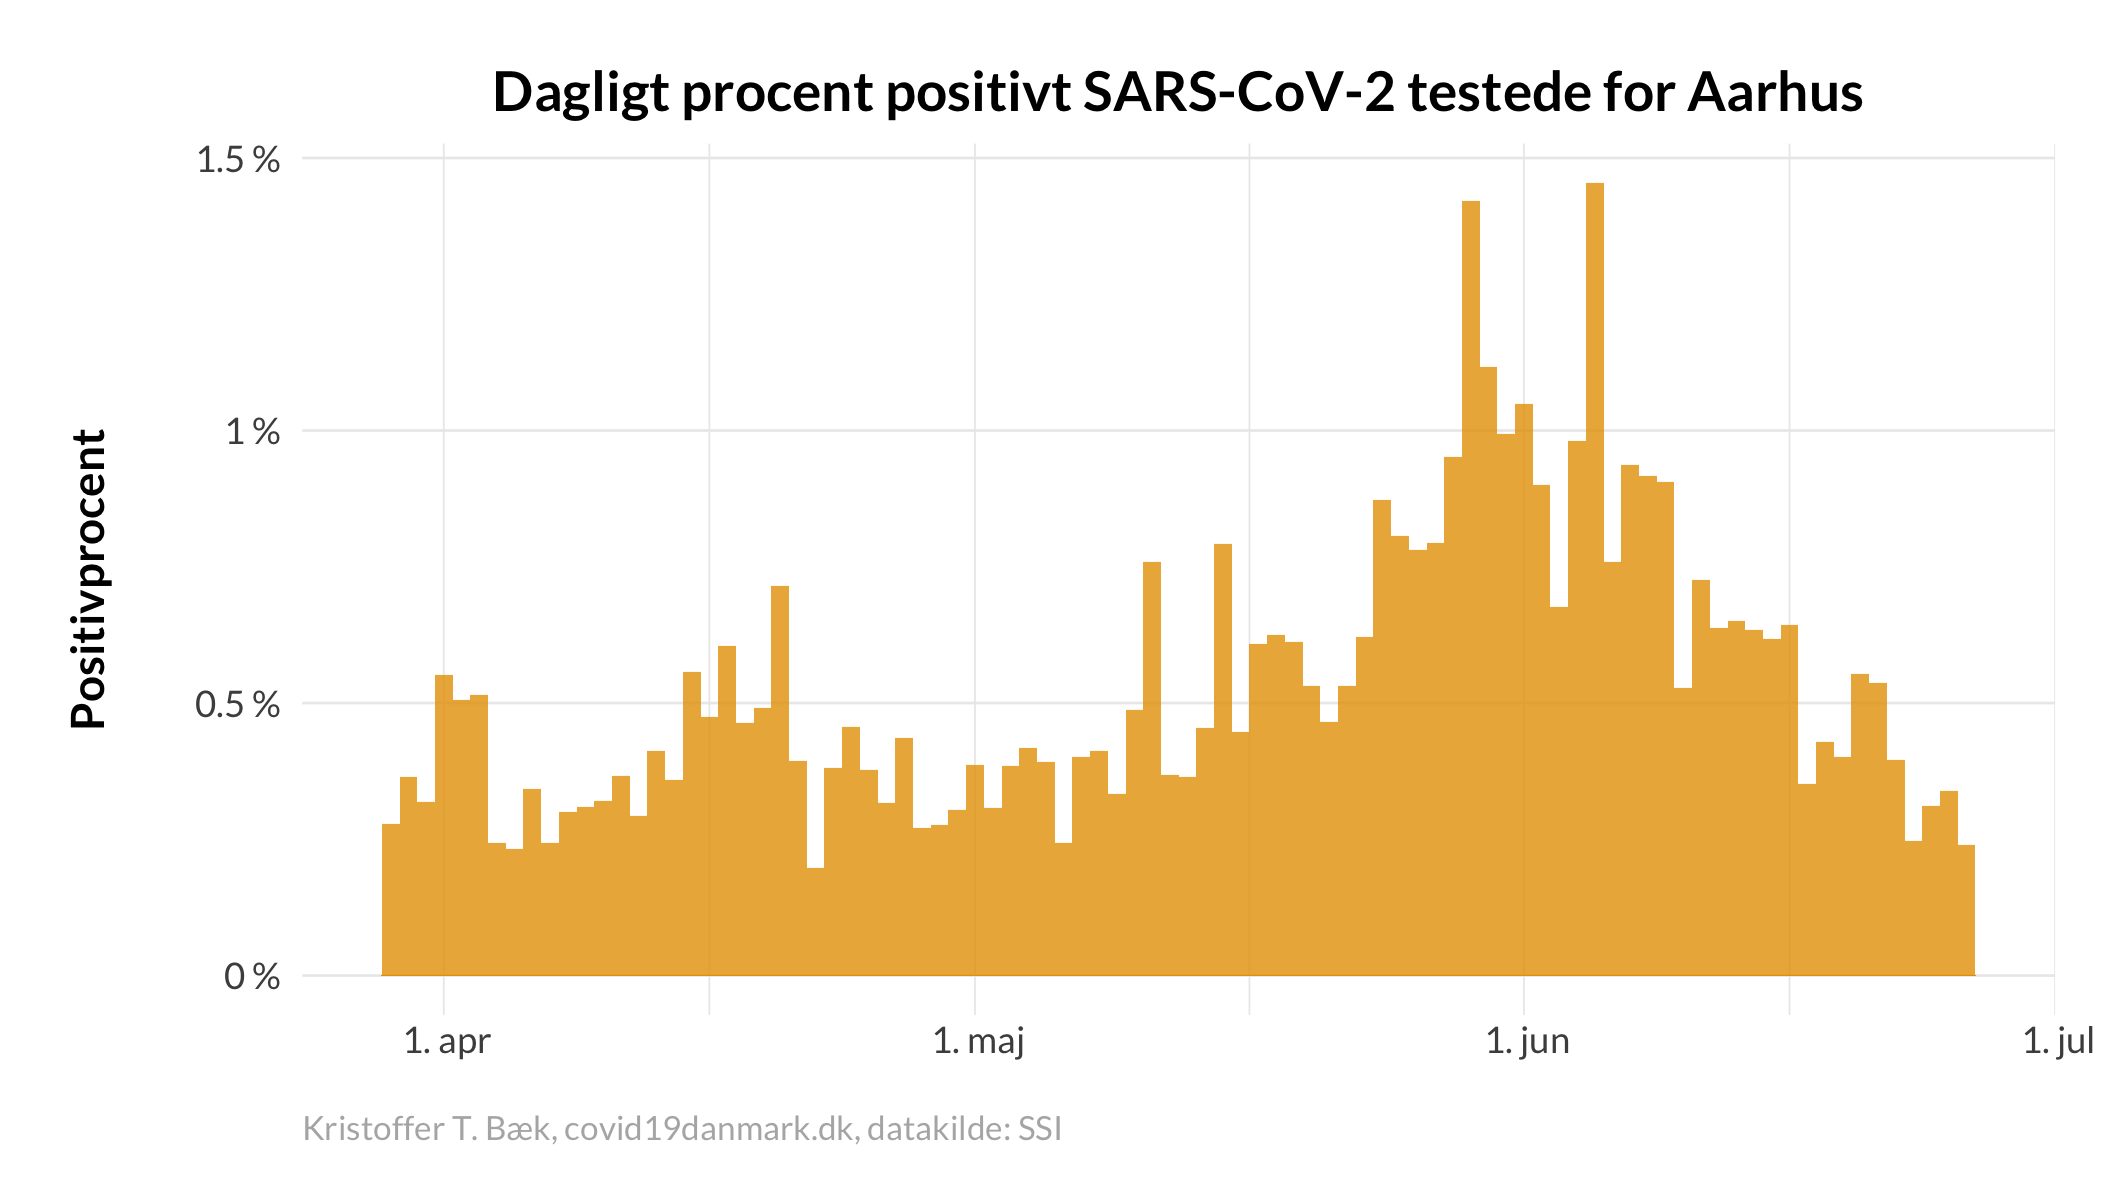 Dagligt procent positivt SARS-CoV-2 testede for Aarhus
Positivprocent
1.5 %
1 %
0.5 %
0 %
1. apr
1. maj
1. jun
1. jul
Kristoffer T. Bæk, covid19danmark.dk, datakilde: SSI